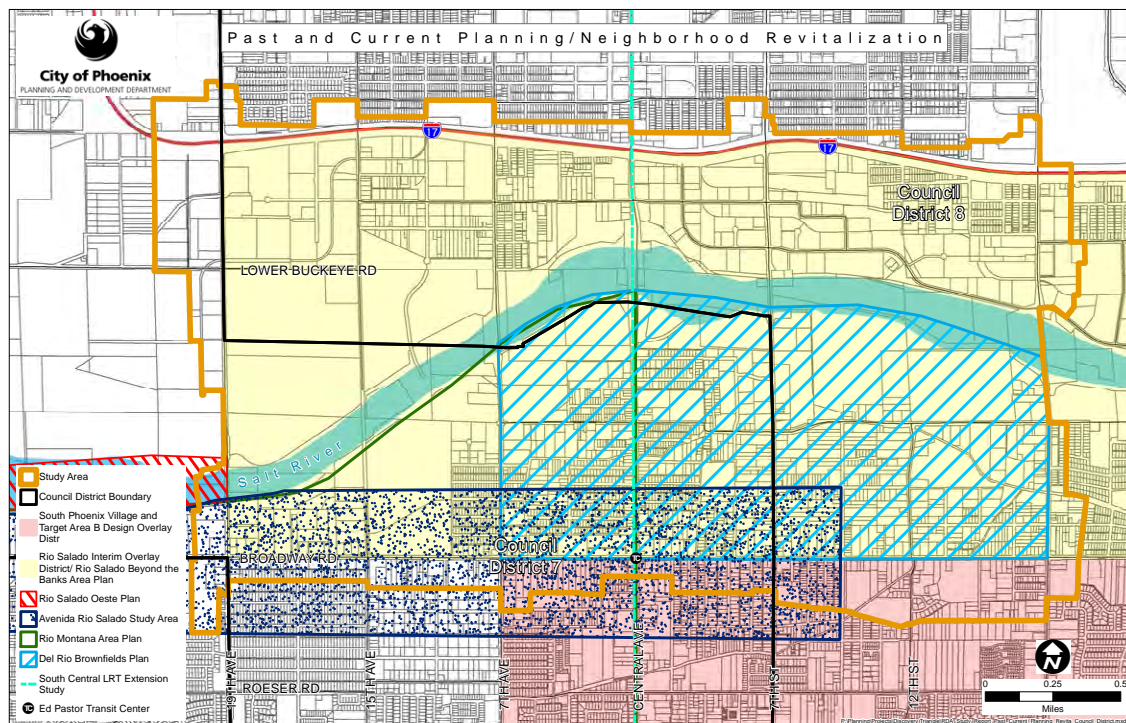 Past and Current Planning/Neighborhood Revitalization
City of Phoenix
PLANNING AND DEVELOPMENT DEPARTMENT
17
17
Council
District 8
LOWER BUCKEYE RD
Salt River
BROADWAY RD
Council
District 7
TC
19TH AVE
15TH AVE
7TH AVE
CENTRAL AVE
7TH ST
12TH ST
ROESER RD
Study Area
Council District Boundary
South Phoenix Village and
Target Area B Design Overlay
Distr
Rio Salado Interim Overlay
District/ Rio Salado Beyond the
Banks Area Plan
Rio Salado Oeste Plan
Avenida Rio Salado Study Area
Rio Montana Area Plan
Del Rio Brownfields Plan
South Central LRT Extension
Study
TC Ed Pastor Transit Center
N
0 0.25 0.5
Miles